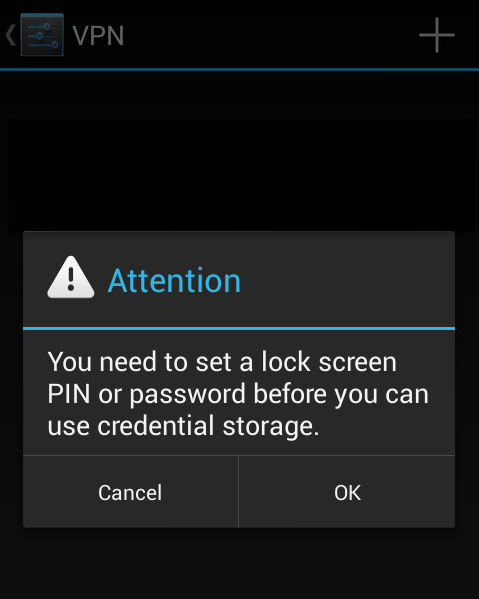 VPN
Attention
You need to set a lock screen
PIN or password before you can
use credential storage.
Cancel
OK